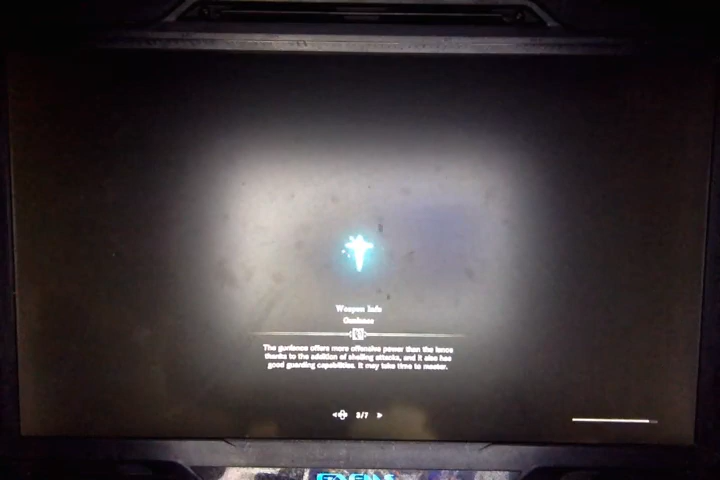 Weapon Info
Gunlance
The gunlance offers more offensive power than the lance
thanks to the addition of shelling attacks, and it also has
good guarding capabilities. It may take time to master.
3/7